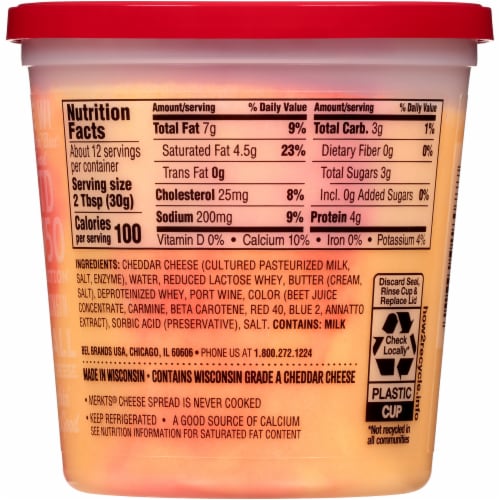 Nutrition
Facts
About 12 servings
per container
Serving size
2 Tbsp (30g)
Calories
per serving 100
Amount/serving % Daily Value
Total Fat 7g 9%
Saturated Fat 4.5g 23%
Trans Fat 0g
Cholesterol 25mg 8%
Sodium 200mg 9%
Amount/serving % Daily Value
Total Carb. 3g 1%
Dietary Fiber 0g 0%
Total Sugars 3g
Incl. 0g Added Sugars 0%
Protein 4g
Vitamin D 0% • Calcium 10% • Iron 0% • Potassium 4%
INGREDIENTS: CHEDDAR CHEESE (CULTURED PASTEURIZED MILK,
SALT, ENZYME), WATER, REDUCED LACTOSE WHEY, BUTTER (CREAM,
SALT), DEPROTEINIZED WHEY, PORT WINE, COLOR (BEET JUICE
CONCENTRATE, CARMINE, BETA CAROTENE, RED 40, BLUE 2, ANNATTO
EXTRACT), SORBIC ACID (PRESERVATIVE), SALT. CONTAINS: MILK
BEL BRANDS USA, CHICAGO, IL 60606 • PHONE US AT 1.800.272.1224
MADE IN WISCONSIN • CONTAINS WISCONSIN GRADE A CHEDDAR CHEESE
• MERKTS® CHEESE SPREAD IS NEVER COOKED
• KEEP REFRIGERATED • A GOOD SOURCE OF CALCIUM
SEE NUTRITION INFORMATION FOR SATURATED FAT CONTENT
Discard Seal,
Rinse Cup &
Replace Lid
Check
Locally*
PLASTIC
CUP
*Not recycled in
all communities
how2recycle.info